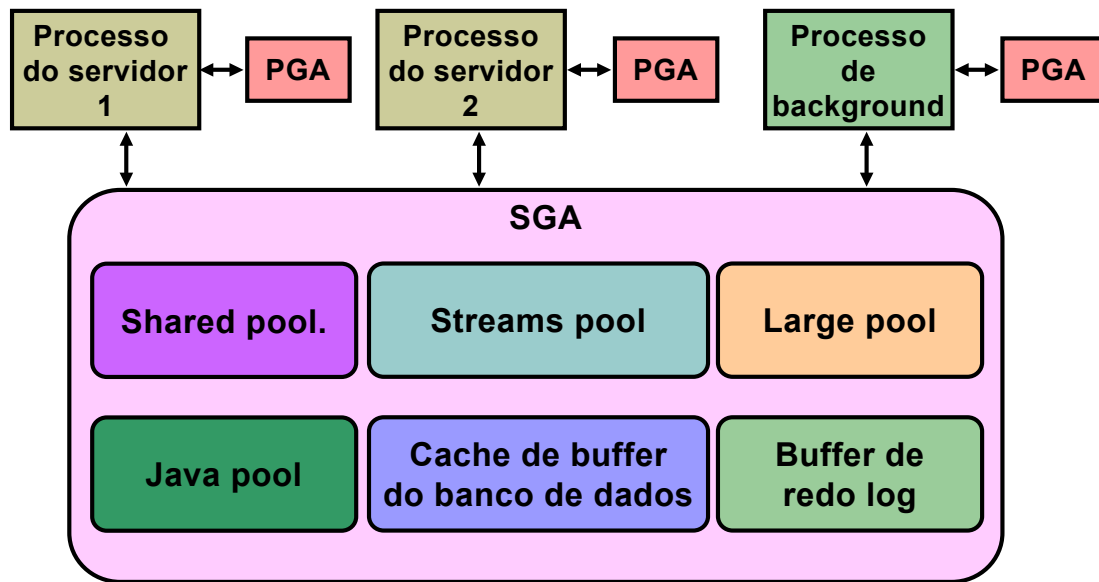 Processo
do servidor
1
PGA
Processo
do servidor
2
PGA
Processo
de
background
PGA
SGA
Shared pool.
Streams pool
Large pool
Java pool
Cache de buffer
do banco de dados
Buffer de
redo log